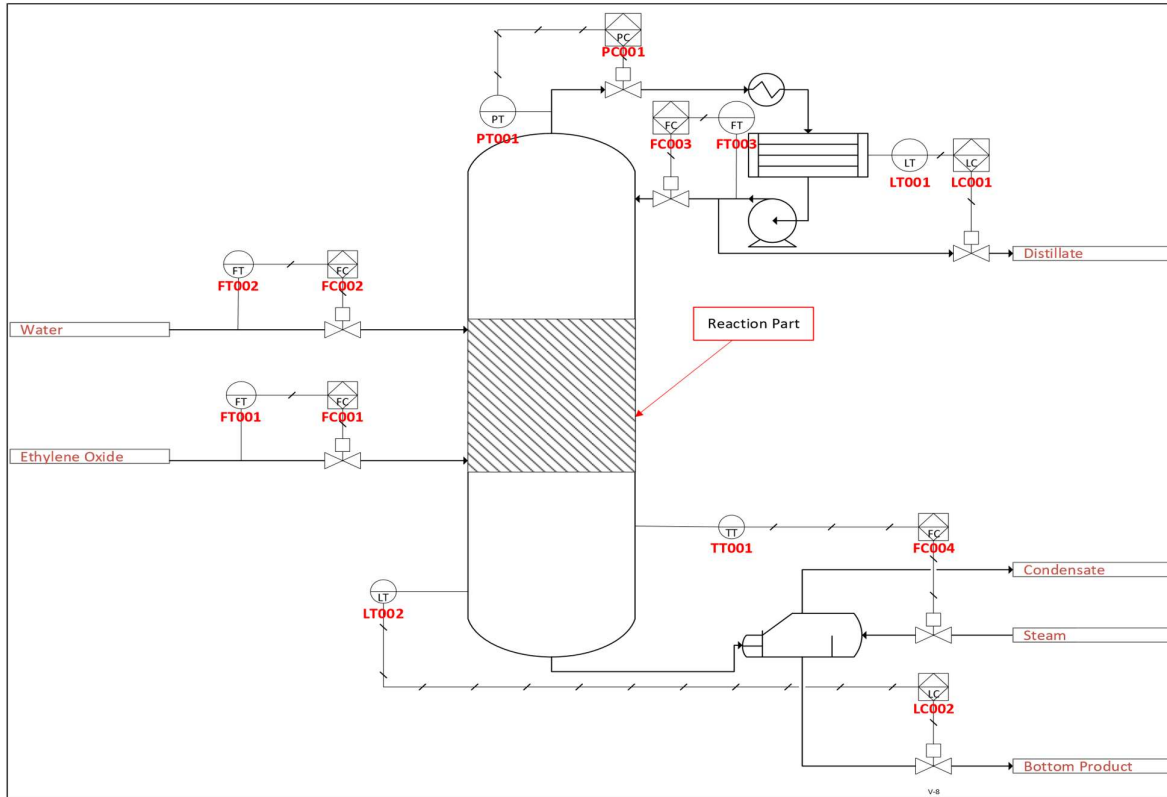 PC
PC001
PT
PT001
FC
FC003
FT
FT003
LT
LT001
LC
LC001
Distillate
FT
FT002
FC
FC002
Water
Reaction Part
FT
FT001
FC
FC001
Ethylene Oxide
TT
TT001
FC
FC004
Condensate
LT
LT002
Steam
LC
LC002
Bottom Product
V-8